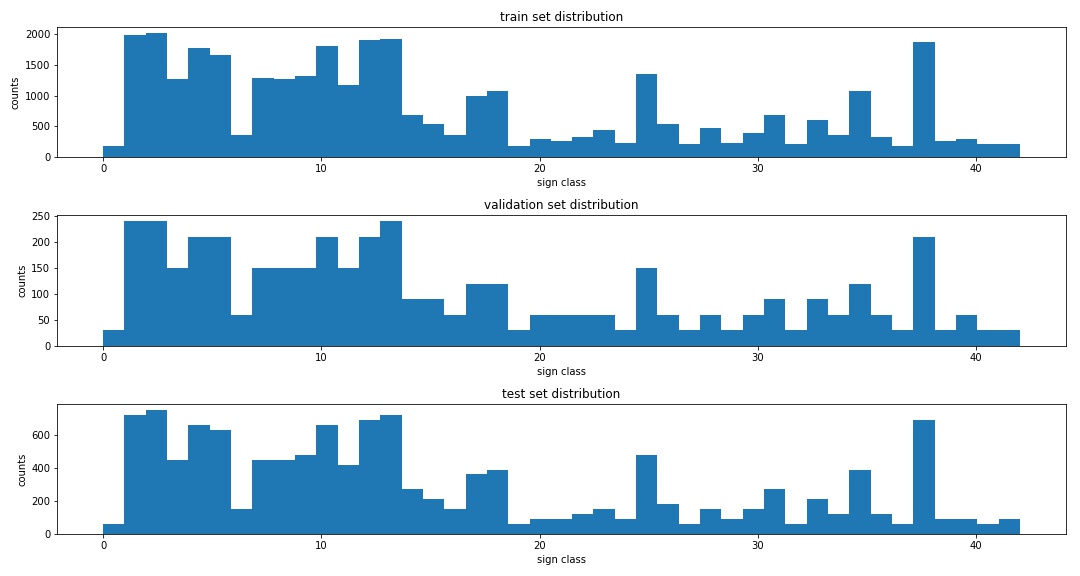 train set distribution
counts
2000
1500
1000
500
0
0 10 20 30 40
sign class
validation set distribution
counts
250
200
150
100
50
0
0 10 20 30 40
sign class
test set distribution
counts
600
400
200
0
0 10 20 30 40
sign class